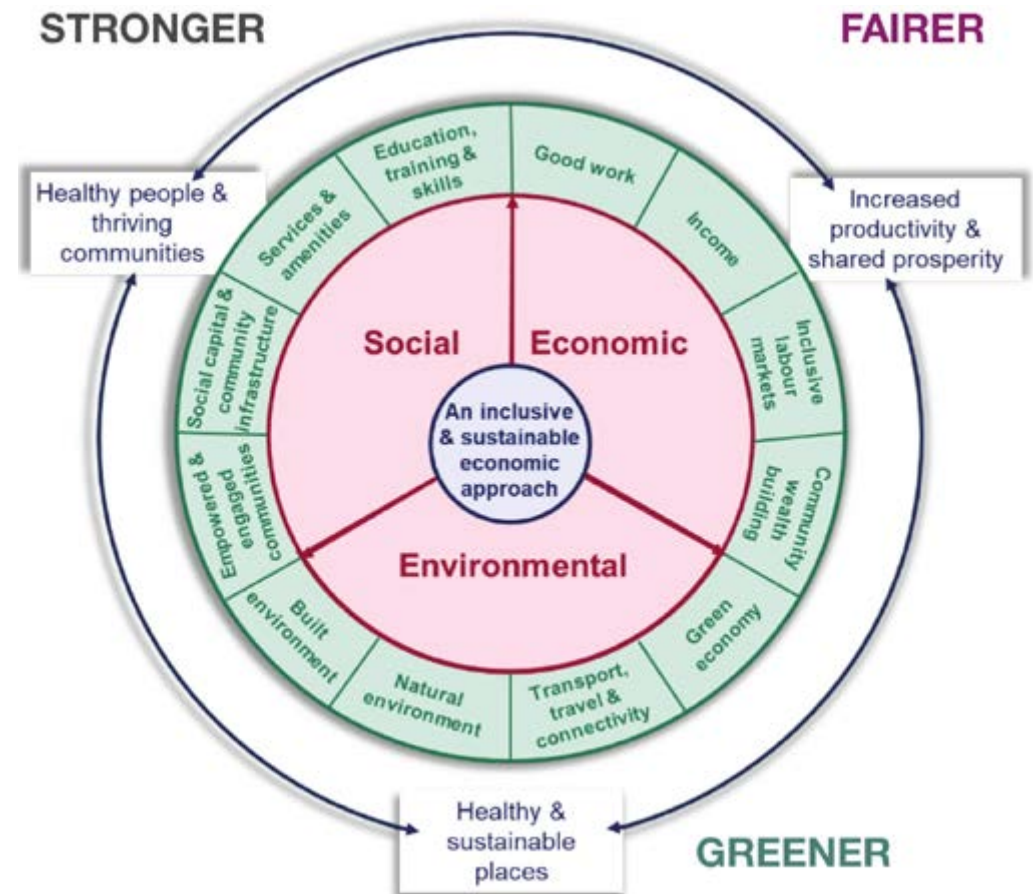 STRONGER
FAIRER
Healthy people &
thriving
communities
Increased
productivity &
shared prosperity
Education,
training &
skills
Good work
Services &
amenities
Income
Social capital &
community
infrastructure
Inclusive
labour
markets
Social
Economic
An inclusive
& sustainable
economic
approach
Empowered &
engaged
communities
Community
wealth
building
Environmental
Built
environment
Green
economy
Natural
environment
Transport,
travel &
connectivity
Healthy &
sustainable
places
GREENER